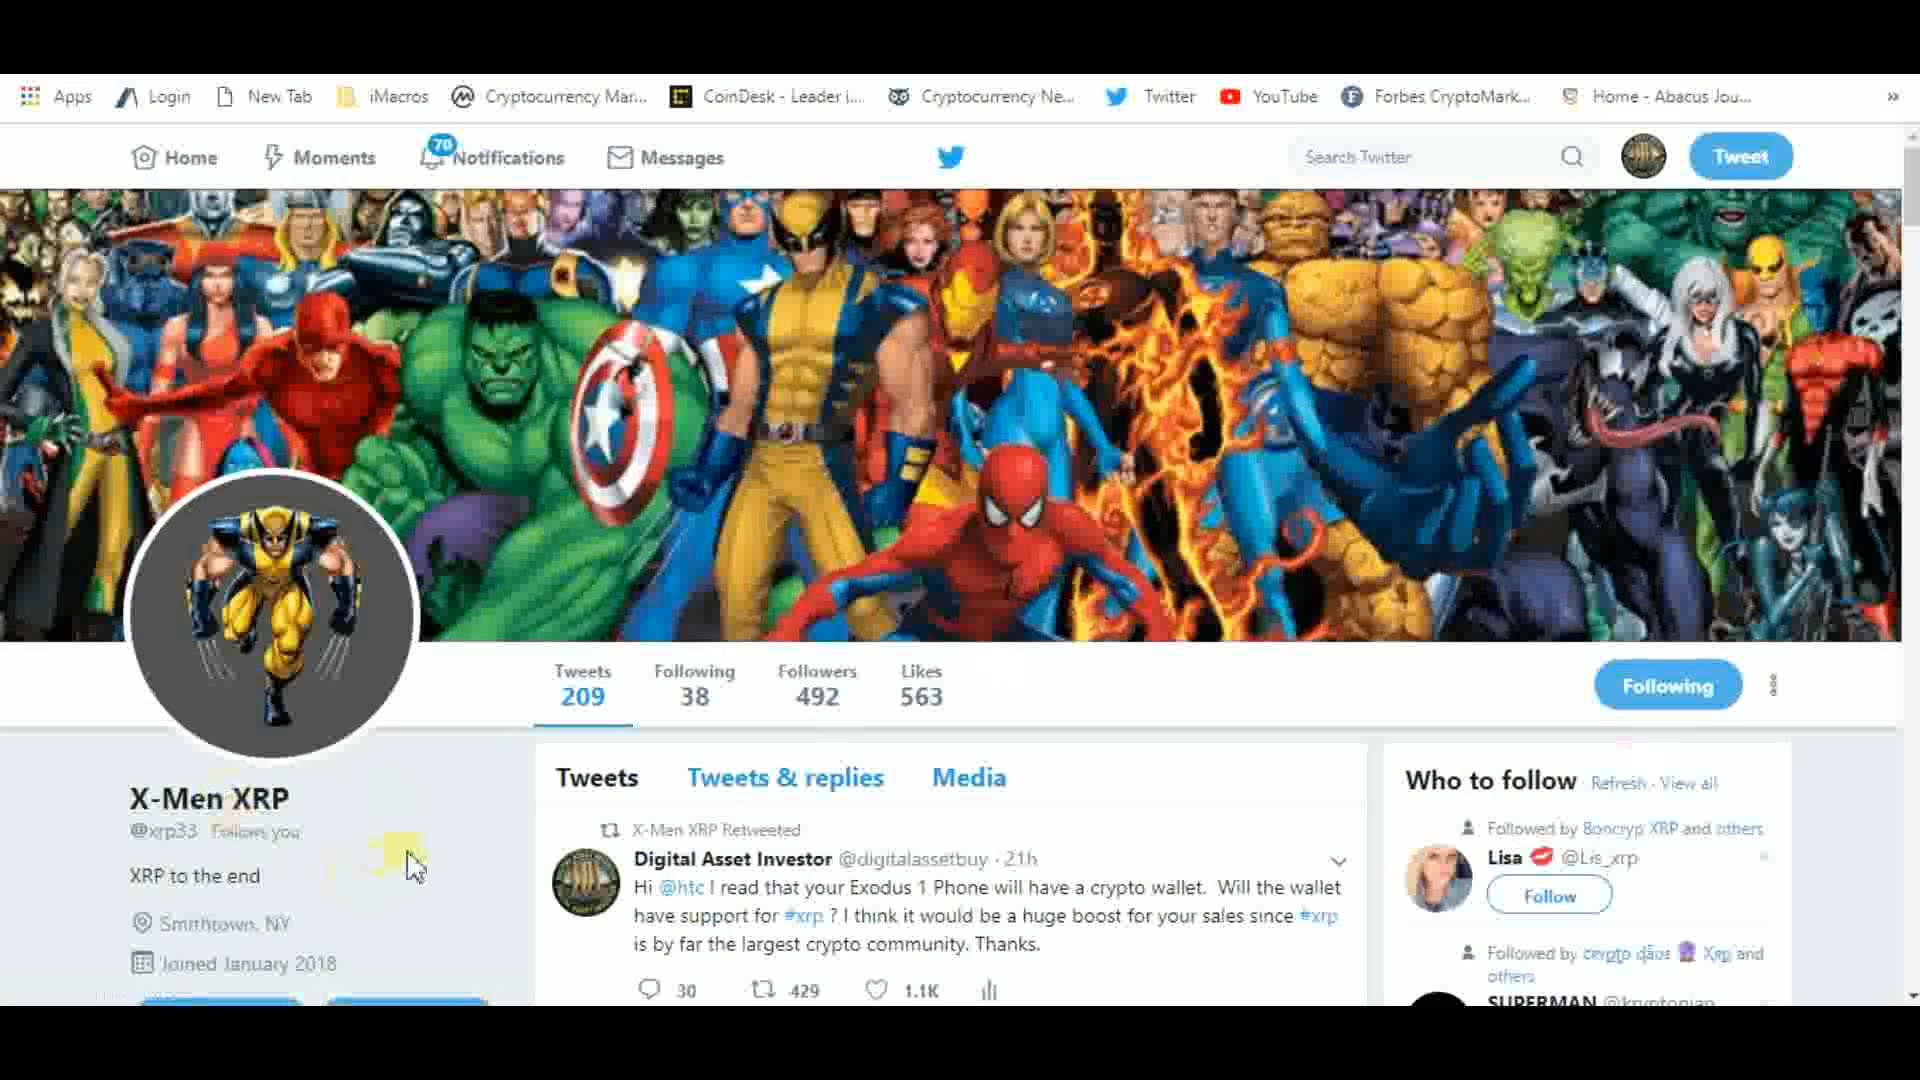 Apps Login New Tab iMacros Cryptocurrency Mar... CoinDesk - Leader i... Cryptocurrency Ne... Twitter YouTube Forbes CryptoMark... Home - Abacus Jou... »
Home Moments 70 Notifications Messages Search Twitter Tweet
Tweets Following Followers Likes
209 38 492 563
Following
X-Men XRP
@xrp33 Follows you
XRP to the end
Smithtown, NY
Joined January 2018
Tweets Tweets & replies Media
X-Men XRP Retweeted
Digital Asset Investor @digitalassetbuy · 21h
Hi @htc I read that your Exodus 1 Phone will have a crypto wallet. Will the wallet
have support for #xrp ? I think it would be a huge boost for your sales since #xrp
is by far the largest crypto community. Thanks.
30 429 1.1K
Who to follow Refresh · View all
Followed by Boncryp XRP and others
Lisa 💋 @Lis_xrp
Follow
Followed by and
others
SUPERMAN @kryptonian